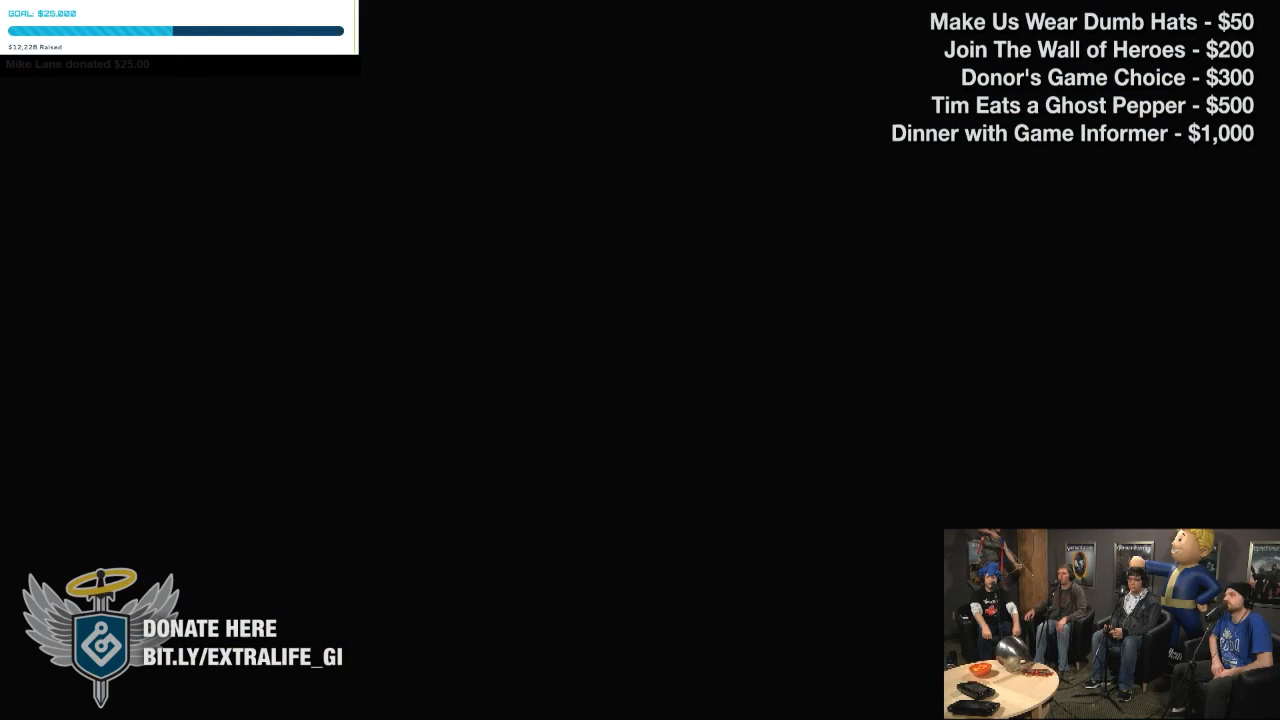 GOAL: $25,000
$12,228 Raised
Mike Lane donated $25.00
Make Us Wear Dumb Hats - $50
Join The Wall of Heroes - $200
Donor's Game Choice - $300
Tim Eats a Ghost Pepper - $500
Dinner with Game Informer - $1,000
DONATE HERE
BIT.LY/EXTRALIFE_GI